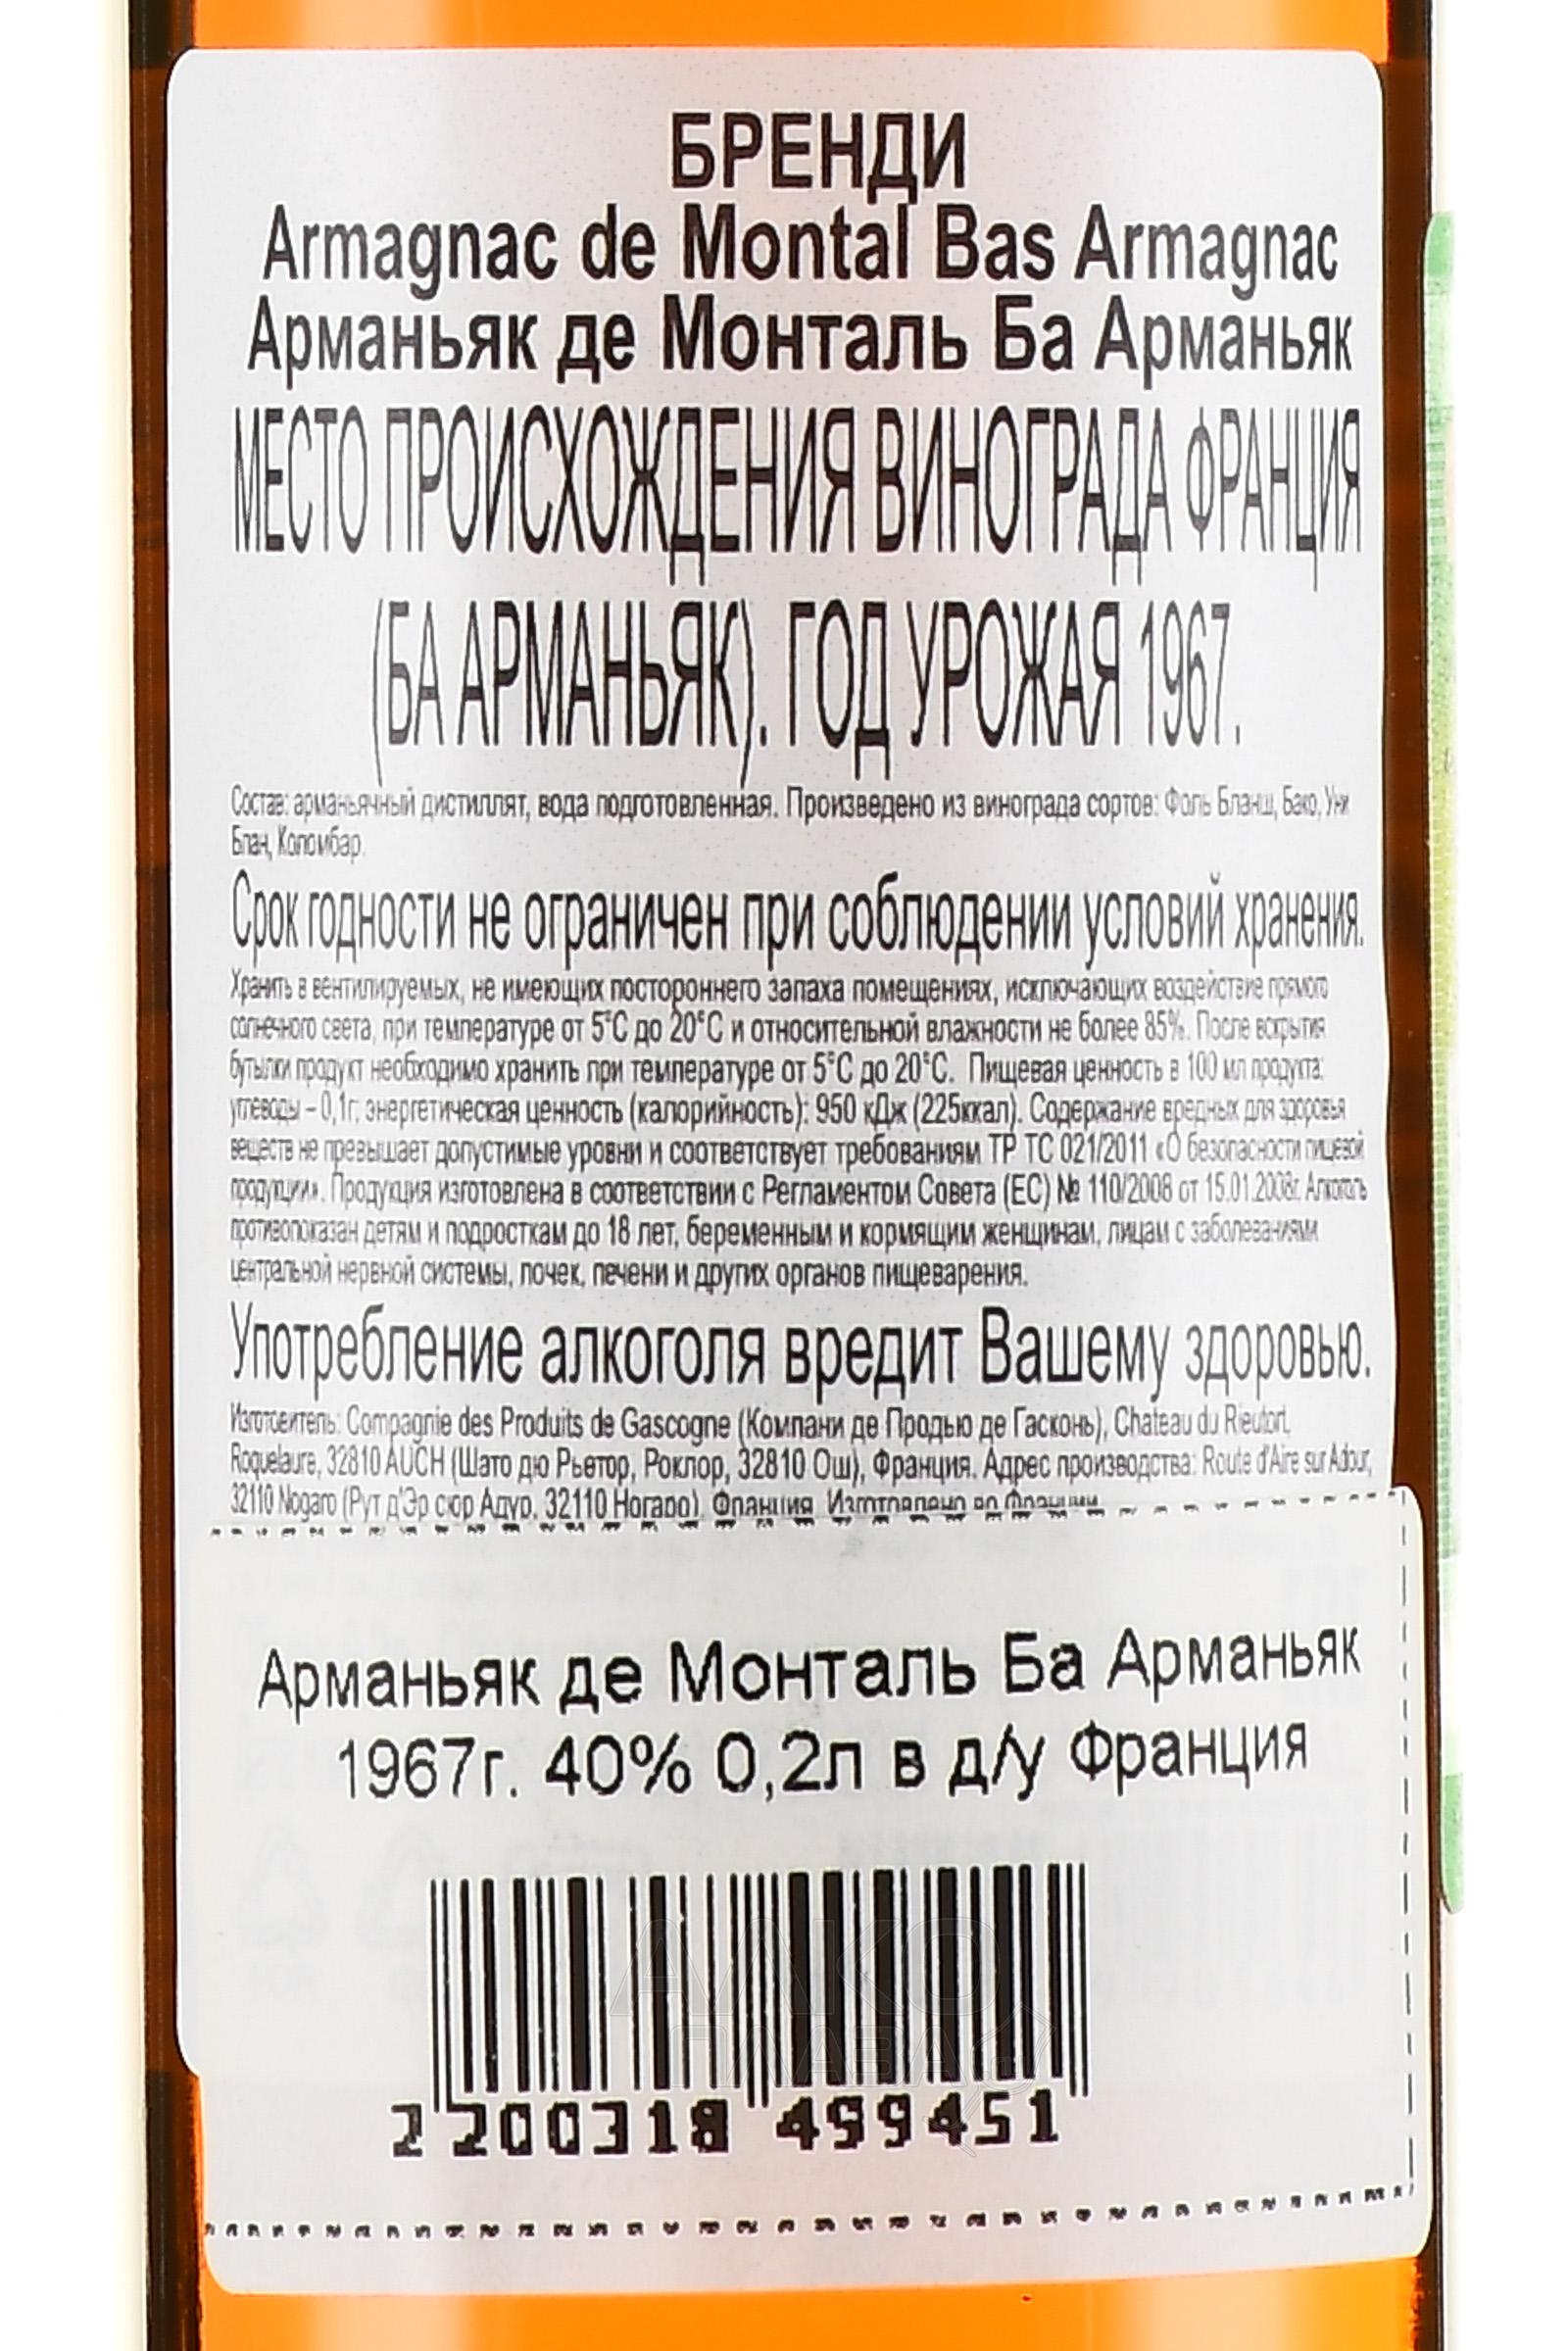 БРЕНДИ
Armagnac de Montal Bas Armagnac
Арманьяк де Монталь Ба Арманьяк
МЕСТО ПРОИСХОЖДЕНИЯ ВИНОГРАДА ФРАНЦИЯ
(БА АРМАНЬЯК). ГОД УРОЖАЯ 1967.
Состав: арманьячный дистиллят, вода подготовленная. Произведено из винограда сортов: Фоль Бланш, Бако, Уни
Блан, Коломбар.
Срок годности не ограничен при соблюдении условий хранения.
Хранить в вентилируемых, не имеющих постороннего запаха помещениях, исключающих воздействие прямого
солнечного света, при температуре от 5°С до 20°С и относительной влажности не более 85%. После вскрытия
бутылки продукт необходимо хранить при температуре от 5°С до 20°С. Пищевая ценность в 100 мл продукта:
углеводы – 0,1г; энергетическая ценность (калорийность): 950 кДж (225ккал). Содержание вредных для здоровья
веществ не превышает допустимые уровни и соответствует требованиям ТР ТС 021/2011 «О безопасности пищевой
продукции». Продукция изготовлена в соответствии с Регламентом Совета (ЕС) № 110/2008 от 15.01.2008г. Алкоголь
противопоказан детям и подросткам до 18 лет, беременным и кормящим женщинам, лицам с заболеваниями
центральной нервной системы, почек, печени и других органов пищеварения.
Употребление алкоголя вредит Вашему здоровью.
Изготовитель: Compagnie des Produits de Gascogne (Компани де Продью де Гасконь), Chateau du Rieutort,
Roquelaure, 32810 AUCH (Шато дю Рьетор, Роклор, 32810 Ош), Франция. Адрес производства: Route d'Aire sur Adour,
32110 Nogaro (Рут д'Эр сюр Адур, 32110 Ногаро), Франция. Изготовлено во Франции.
Арманьяк де Монталь Ба Арманьяк
1967г. 40% 0,2л в д/у Франция
АЛКО
ПЛАЗА
2 200318 499451